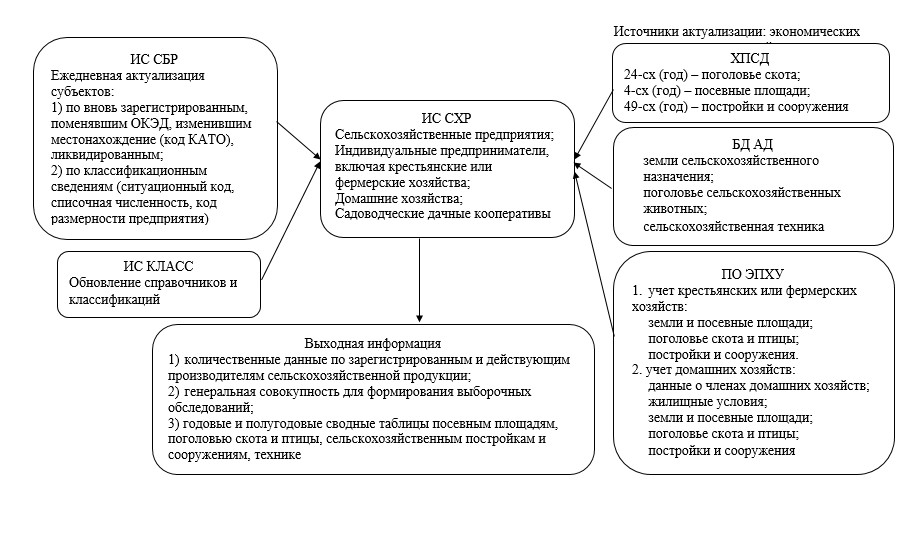 ИС СБР
Ежедневная актуализация
субъектов:
1) по вновь зарегистрированным,
поменявшим ОКЭД, изменившим
местонахождение (код КАТО),
ликвидированным;
2) по классификационным
сведениям (ситуационный код,
списочная численность, код
размерности предприятия)
ИС КЛАСС
Обновление справочников и
классификаций
ИС СХР
Сельскохозяйственные предприятия;
Индивидуальные предприниматели,
включая крестьянские или
фермерские хозяйства;
Домашние хозяйства;
Садоводческие дачные кооперативы
Источники актуализации: экономических
ХПСД
24-сх (год) – поголовье скота;
4-сх (год) – посевные площади;
49-сх (год) – постройки и сооружения
БД АД
земли сельскохозяйственного
назначения;
поголовье сельскохозяйственных
животных;
сельскохозяйственная техника
ПО ЭПХУ
1. учет крестьянских или фермерских
хозяйств:
земли и посевные площади;
поголовье скота и птицы;
постройки и сооружения.
2. учет домашних хозяйств:
данные о членах домашних хозяйств;
жилищные условия;
земли и посевные площади;
поголовье скота и птицы;
постройки и сооружения
Выходная информация
1) количественные данные по зарегистрированным и действующим
производителям сельскохозяйственной продукции;
2) генеральная совокупность для формирования выборочных
обследований;
3) годовые и полугодовые сводные таблицы посевным площадям,
поголовью скота и птицы, сельскохозяйственным постройкам и
сооружениям, технике